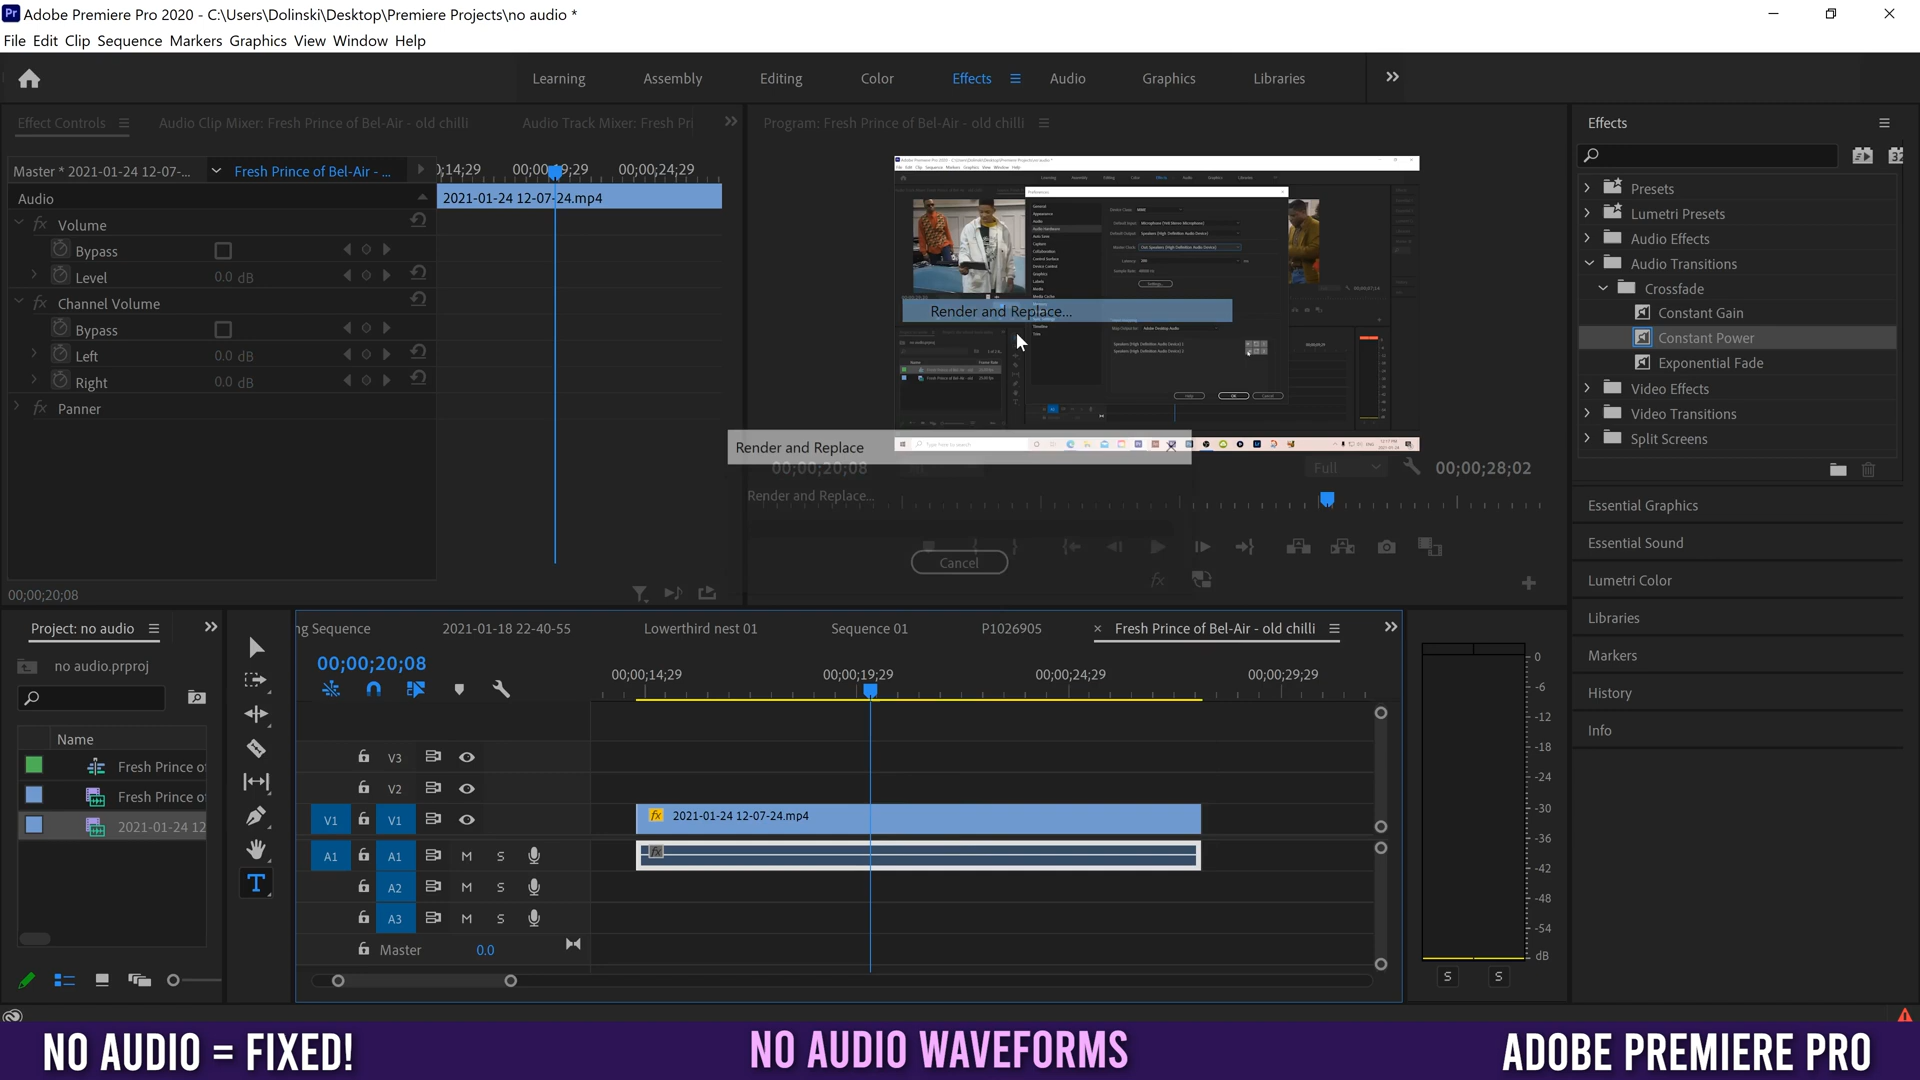 Adobe Premiere Pro 2020 - C:\Users\Dolinski\Desktop\Premiere Projects\no audio *
File Edit Clip Sequence Markers Graphics View Window Help
Learning Assembly Editing Color Effects Audio Graphics Libraries
Effect Controls Audio Clip Mixer: Fresh Prince of Bel-Air - old chilli Audio Track Mixer: Fresh Pri
Program: Fresh Prince of Bel-Air - old chilli
Effects
Master * 2021-01-24 12-07-... Fresh Prince of Bel-Air - ...
);14;29 00;00;19;29 00;00;24;29
Audio
2021-01-24 12-07-24.mp4
fx Volume
Bypass
Level 0.0 dB
fx Channel Volume
Bypass
Left 0.0 dB
Right 0.0 dB
fx Panner
00;00;20;08
Render and Replace...
Render and Replace
00;00;20;08
Full
00;00;28;02
Render and Replace...
Cancel
fx
32
Presets
Lumetri Presets
Audio Effects
Audio Transitions
Crossfade
Constant Gain
Constant Power
Exponential Fade
Video Effects
Video Transitions
Split Screens
Essential Graphics
Essential Sound
Lumetri Color
Libraries
Markers
History
Info
Project: no audio
no audio.prproj
Name
Fresh Prince o
Fresh Prince o
2021-01-24 12
T
ng Sequence 2021-01-18 22-40-55 Lowerthird nest 01 Sequence 01 P1026905 × Fresh Prince of Bel-Air - old chilli
00;00;20;08
00;00;14;29 00;00;19;29 00;00;24;29 00;00;29;29
V3
V2
V1 V1
fx 2021-01-24 12-07-24.mp4
A1 A1 M S
fx
A2 M S
A3 M S
Master 0.0
0
-6
-12
-18
-24
-30
-36
-42
-48
-54
dB
S S
NO AUDIO = FIXED!
NO AUDIO WAVEFORMS
ADOBE PREMIERE PRO